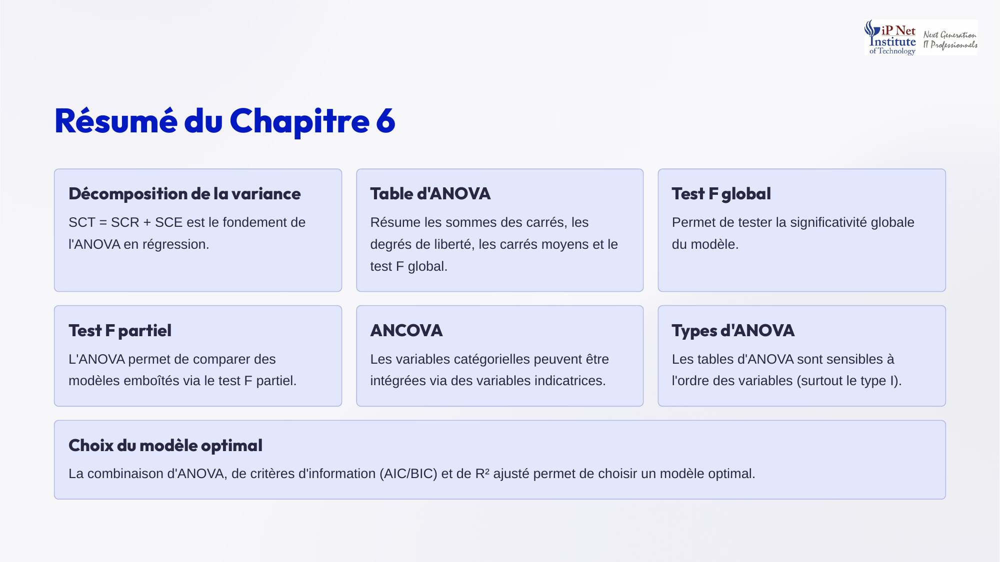 iP Net
Institute
of Technology
Next Generation
IT Professionnels
Résumé du Chapitre 6
Décomposition de la variance
SCT = SCR + SCE est le fondement de
l'ANOVA en régression.
Table d'ANOVA
Résume les sommes des carrés, les
degrés de liberté, les carrés moyens et le
test F global.
Test F global
Permet de tester la significativité globale
du modèle.
Test F partiel
L'ANOVA permet de comparer des
modèles emboîtés via le test F partiel.
ANCOVA
Les variables catégorielles peuvent être
intégrées via des variables indicatrices.
Types d'ANOVA
Les tables d'ANOVA sont sensibles à
l'ordre des variables (surtout le type I).
Choix du modèle optimal
La combinaison d'ANOVA, de critères d'information (AIC/BIC) et de R² ajusté permet de choisir un modèle optimal.